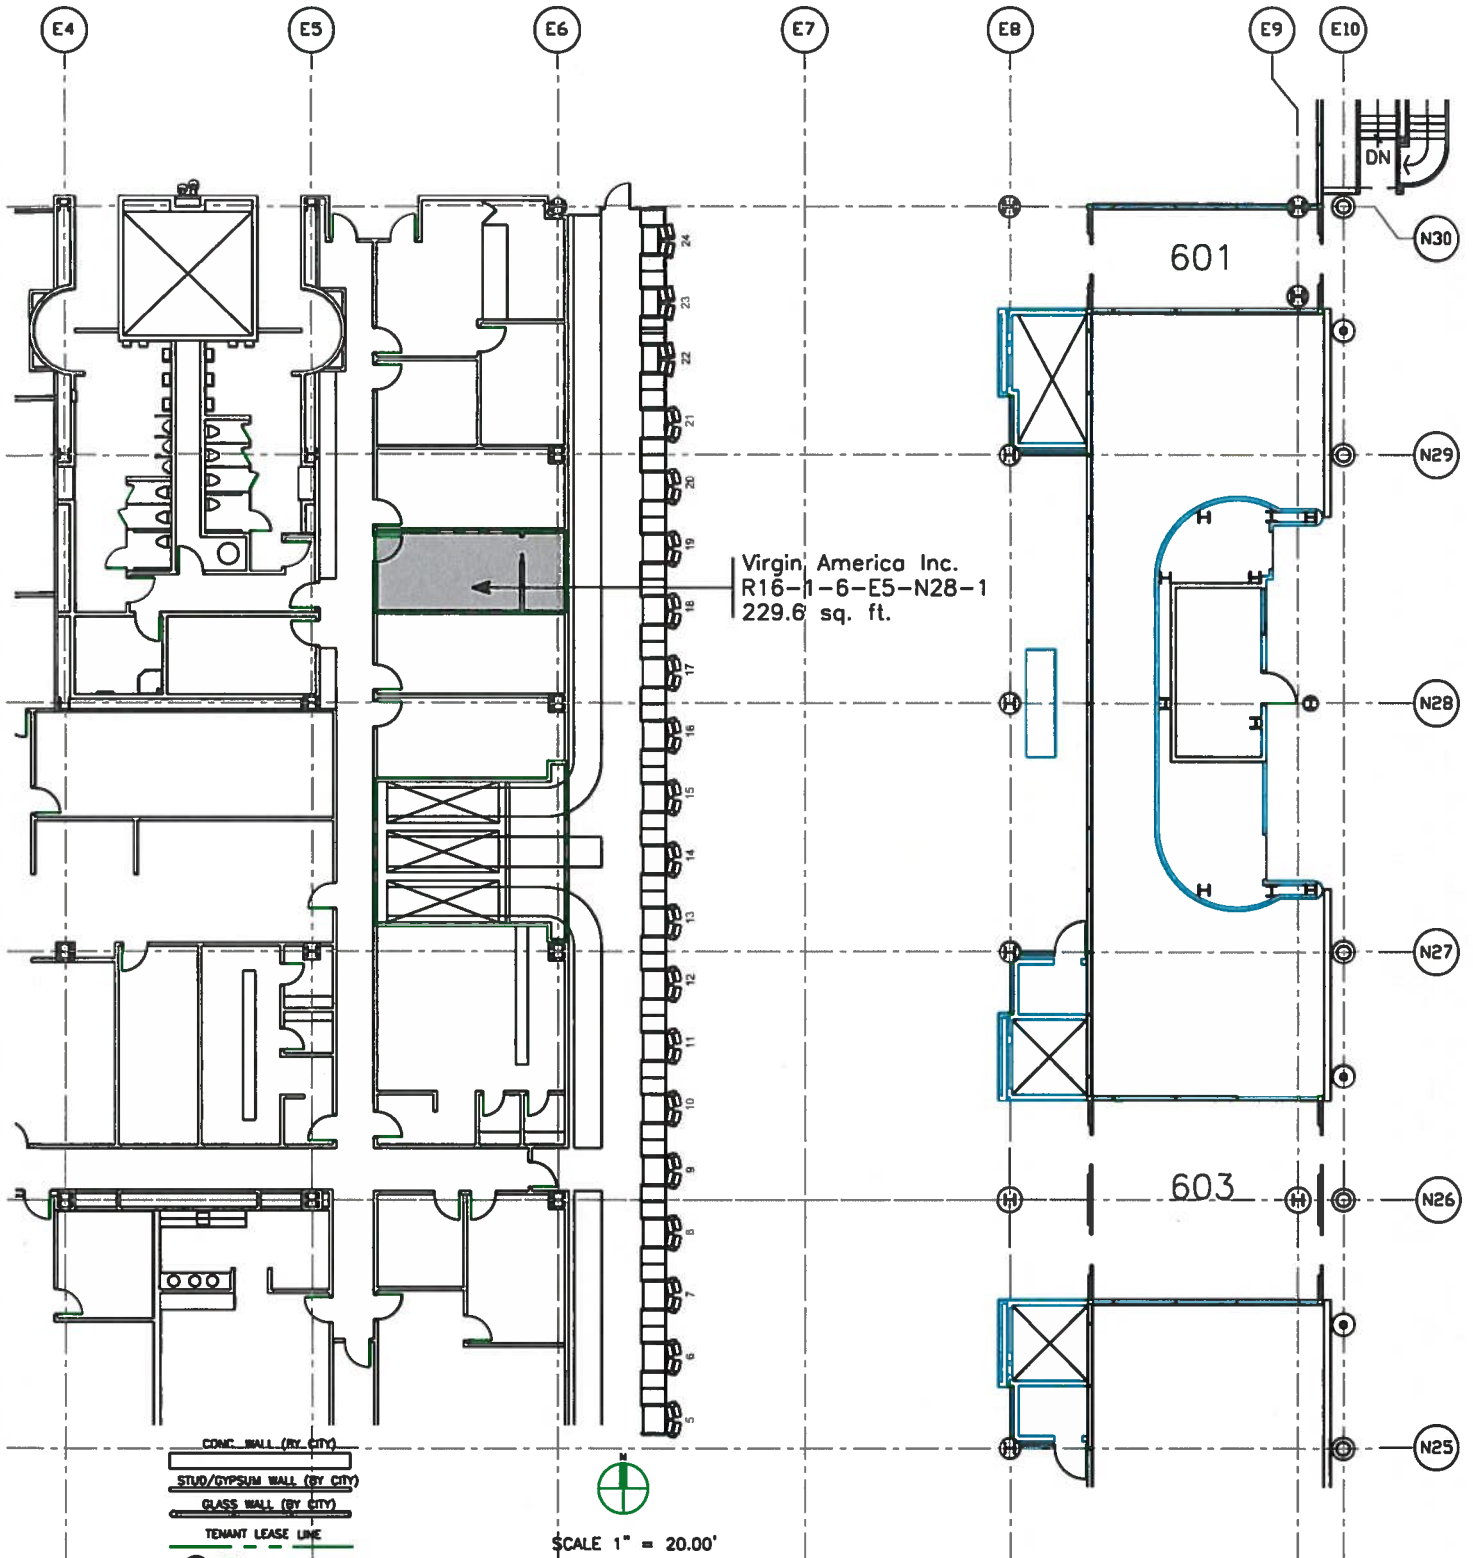 E4 E5 E6 E7 E8 E9 E10
DN
N30
601
24
23
22
21
N29
20
19
Virgin America Inc.
R16-1-6-E5-N28-1
229.6 sq. ft.
18
17
N28
16
15
14
13
N27
12
11
10
9
603
N26
8
7
6
5
N25
CONC. WALL (BY CITY)
STUD/GYPSUM WALL (BY CITY)
GLASS WALL (BY CITY)
TENANT LEASE LINE
N
SCALE 1" = 20.00'